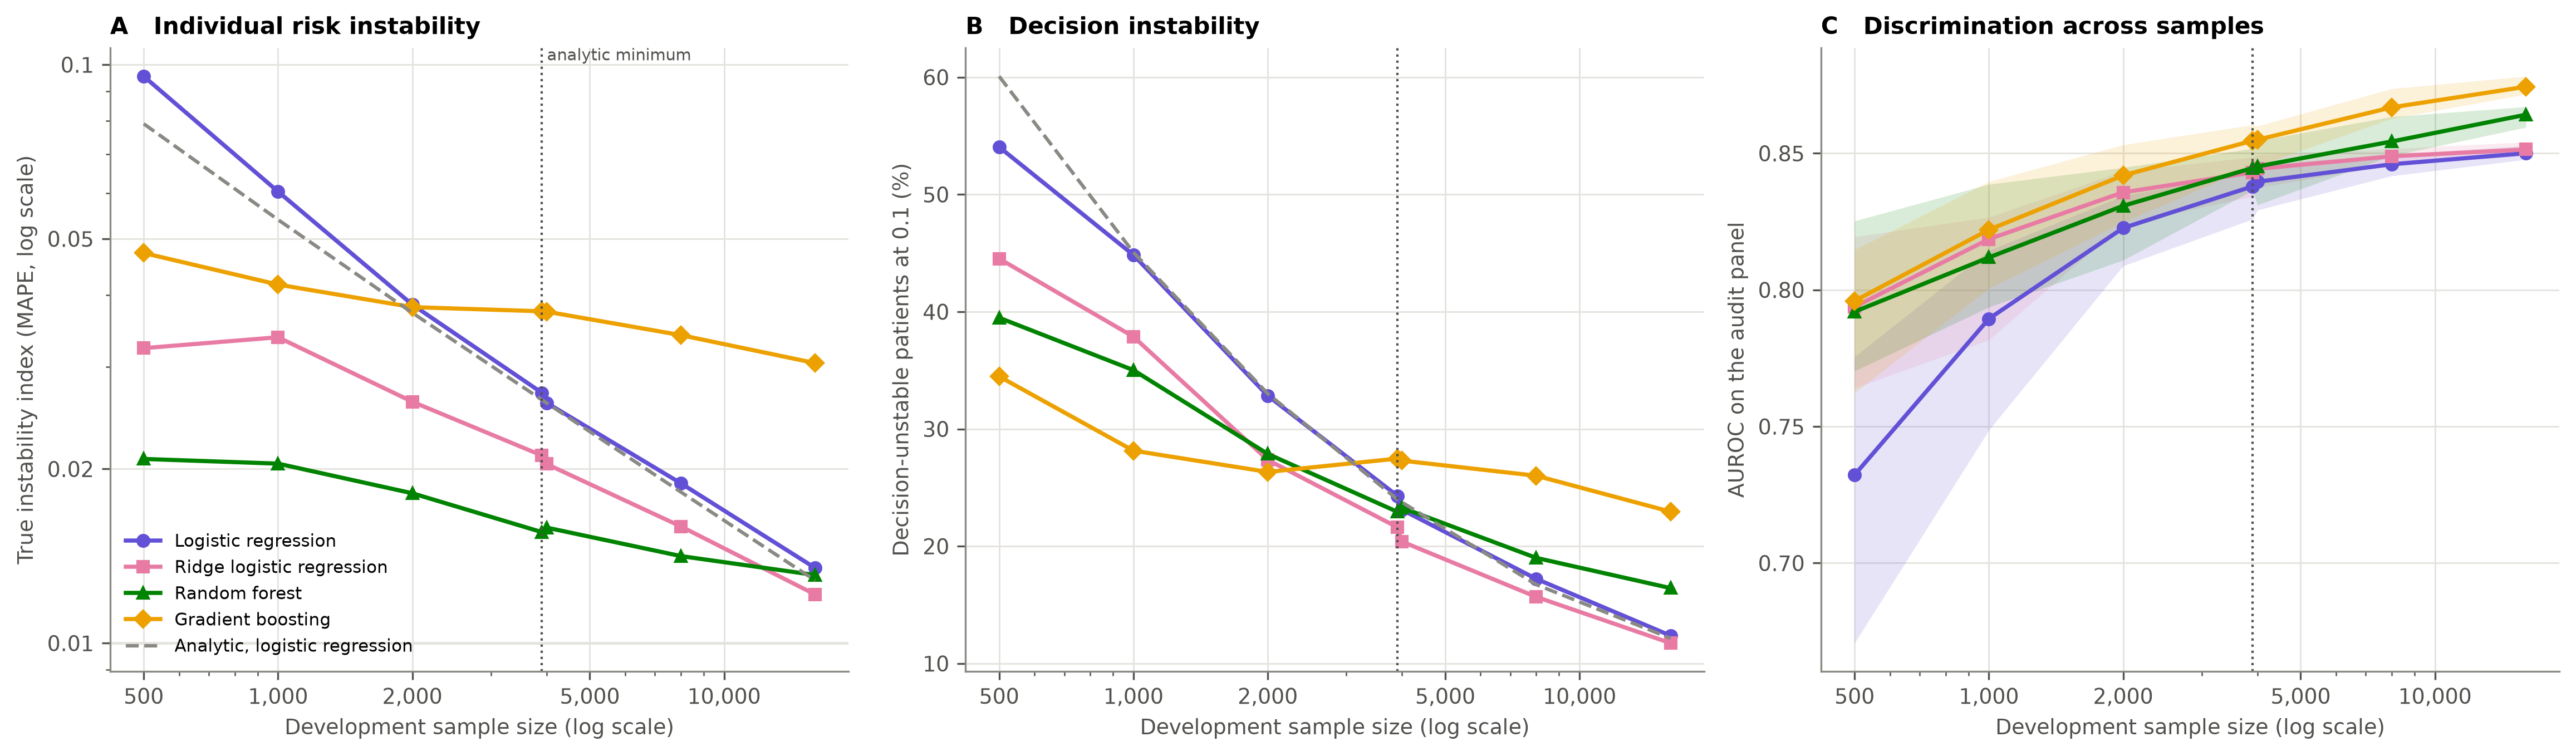 A Individual risk instability
analytic minimum
True instability index (MAPE, log scale)
0.1
0.05
0.02
0.01
Logistic regression
Ridge logistic regression
Random forest
Gradient boosting
Analytic, logistic regression
500 1,000 2,000 5,000 10,000
Development sample size (log scale)
B Decision instability
Decision-unstable patients at 0.1 (%)
60
50
40
30
20
10
500 1,000 2,000 5,000 10,000
Development sample size (log scale)
C Discrimination across samples
AUROC on the audit panel
0.85
0.80
0.75
0.70
500 1,000 2,000 5,000 10,000
Development sample size (log scale)